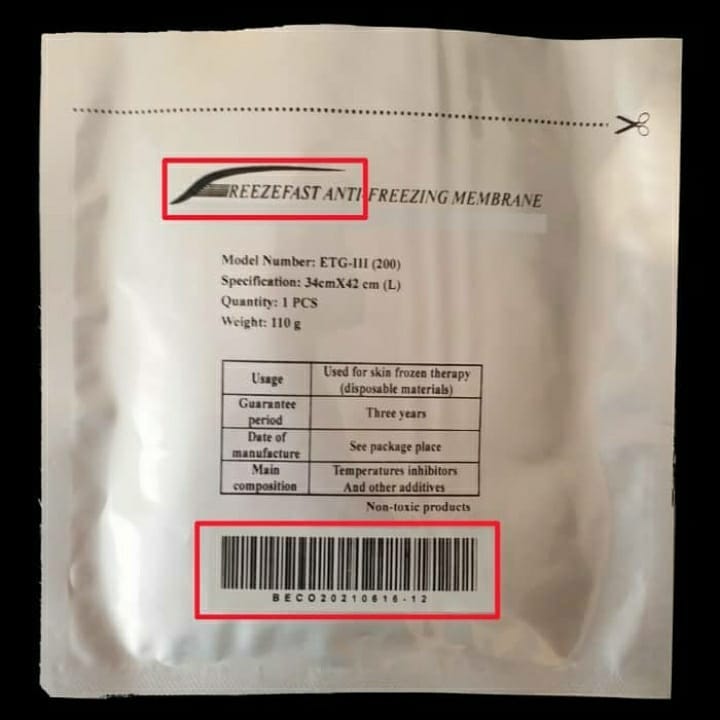 REEZEFAST ANTI-FREEZING MEMBRANE
Model Number: ETG-III (200)
Specification: 34cmX42 cm (L)
Quantity: 1 PCS
Weight: 110 g
Usage
Used for skin frozen therapy
(disposable materials)
Guarantee
period
Three years
Date of
manufacture
See package place
Main
composition
Temperatures inhibitors
And other additives
Non-toxic products
BECO20210616-12